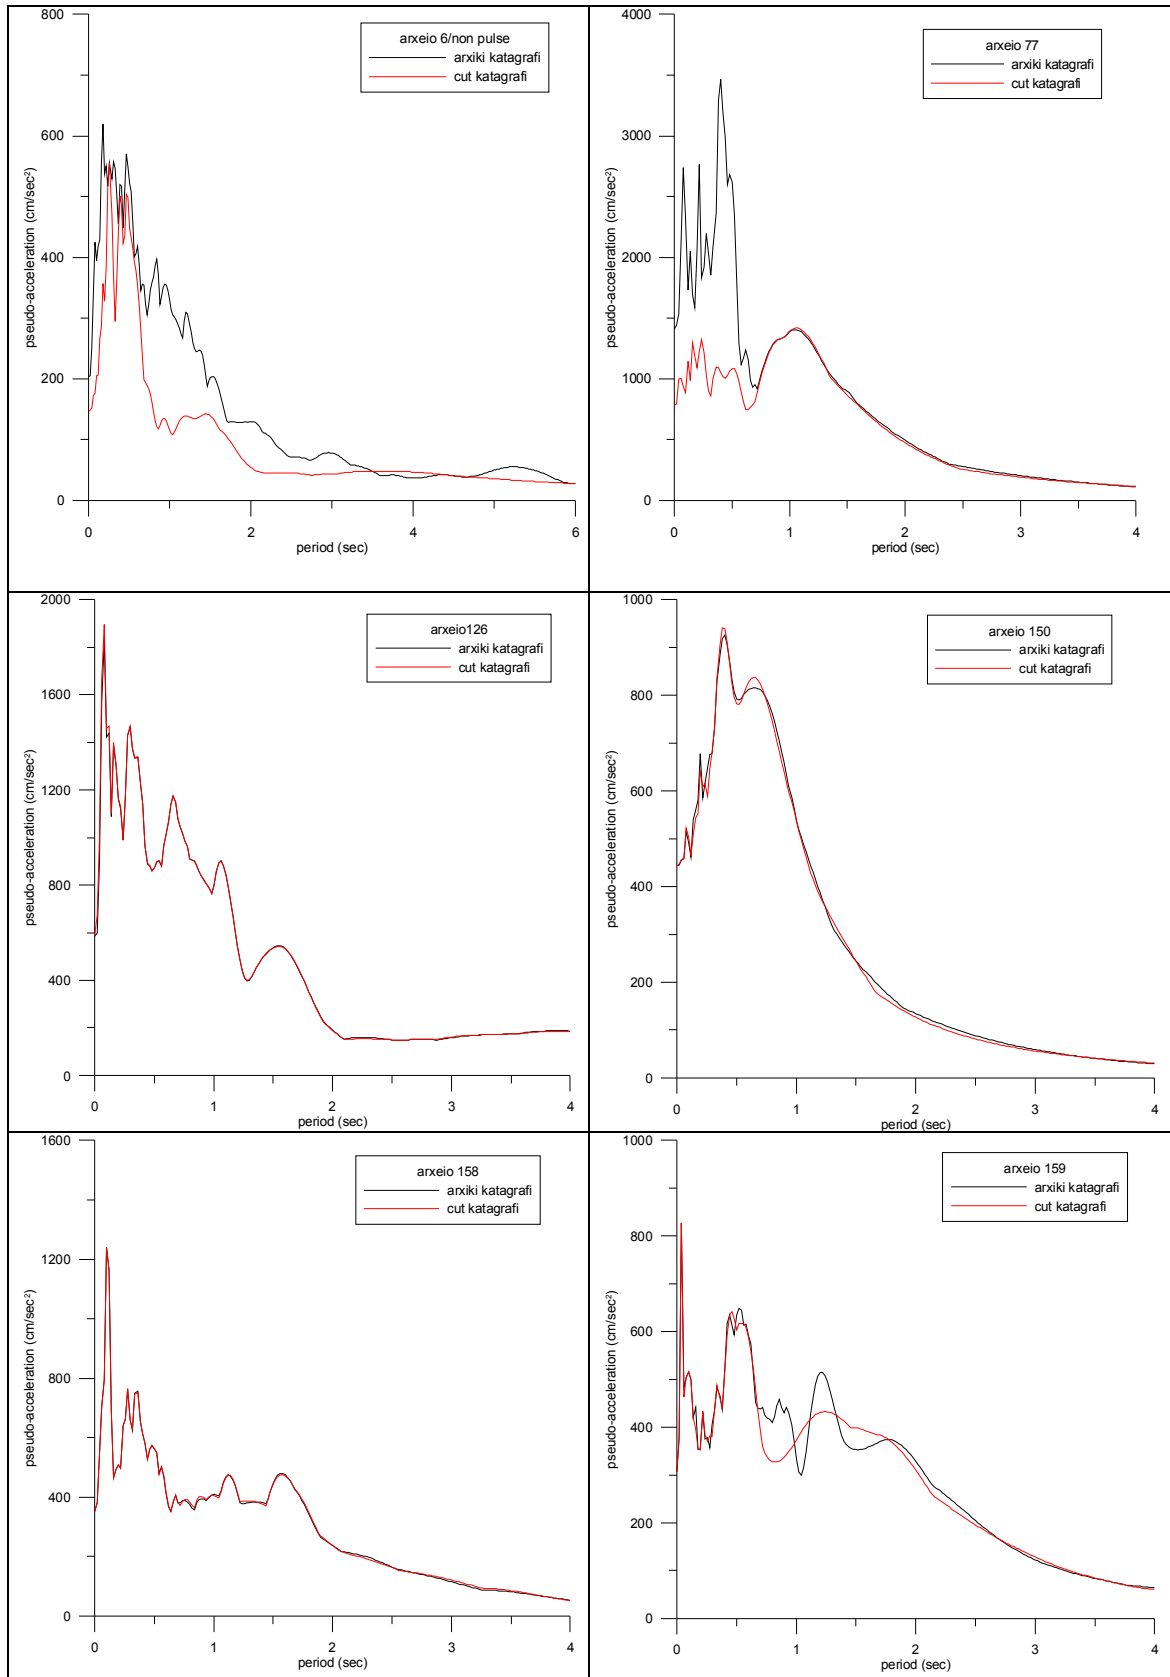 800
600
400
200
0
pseudo-acceleration (cm/sec²)
arxeio 6/non pulse
arxiki katagrafi
cut katagrafi
0 2 4 6
period (sec)
4000
3000
2000
1000
0
pseudo-acceleration (cm/sec²)
arxeio 77
arxiki katagrafi
cut katagrafi
0 1 2 3 4
period (sec)
2000
1600
1200
800
400
0
pseudo-acceleration (cm/sec²)
arxeio126
arxiki katagrafi
cut katagrafi
0 1 2 3 4
period (sec)
1000
800
600
400
200
0
pseudo-acceleration (cm/sec²)
arxeio 150
arxiki katagrafi
cut katagrafi
0 1 2 3 4
period (sec)
1600
1200
800
400
0
pseudo-acceleration (cm/sec²)
arxeio 158
arxiki katagrafi
cut katagrafi
0 1 2 3 4
period (sec)
1000
800
600
400
200
0
pseudo-acceleration (cm/sec²)
arxeio 159
arxiki katagrafi
cut katagrafi
0 1 2 3 4
period (sec)